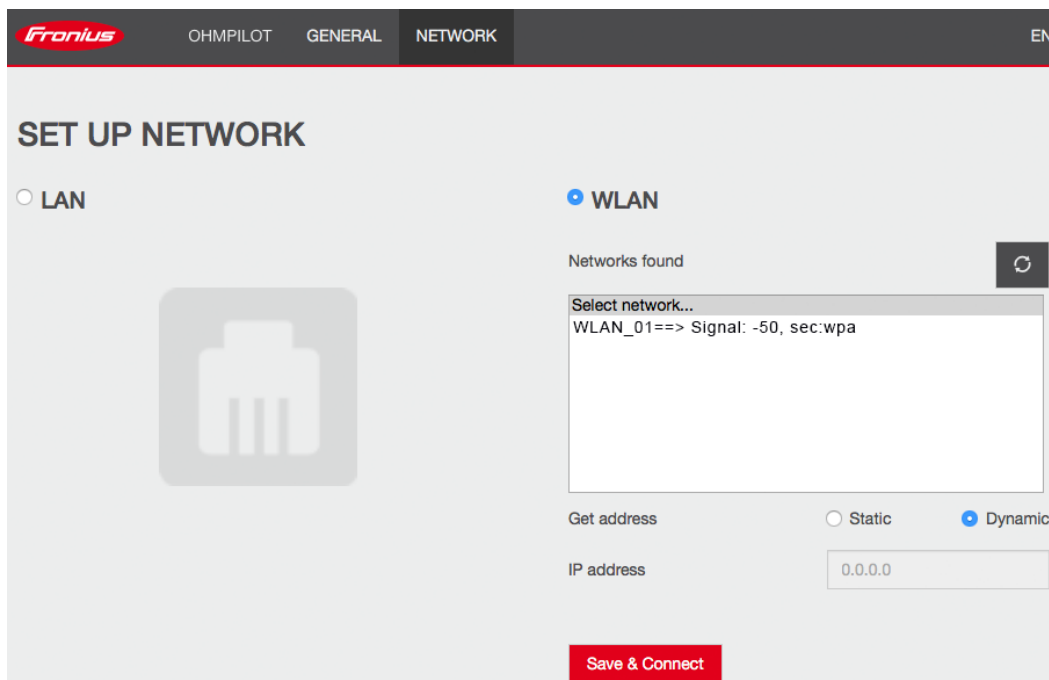 Fronius OHMPILOT GENERAL NETWORK EN
SET UP NETWORK
LAN
WLAN
Networks found
Select network...
WLAN_01==> Signal: -50, sec:wpa
Get address Static Dynamic
IP address 0.0.0.0
Save & Connect